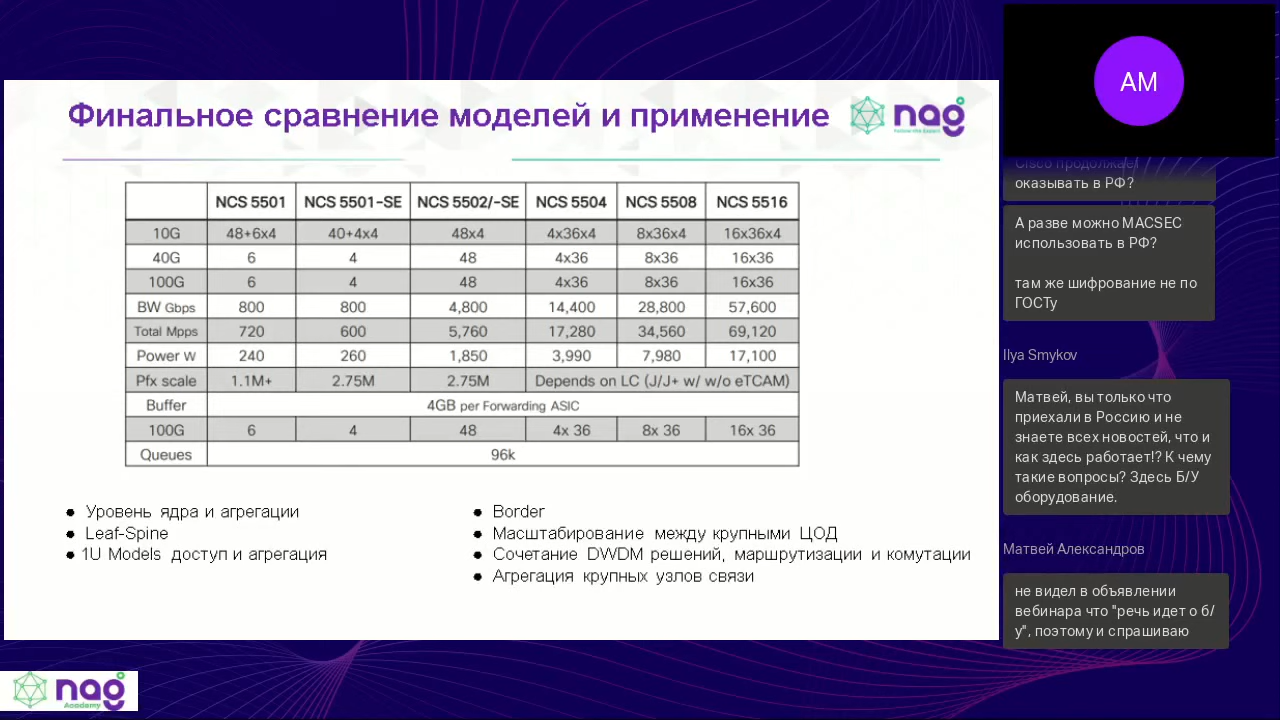 Финальное сравнение моделей и применение
nag
NCS 5501 NCS 5501-SE NCS 5502/-SE NCS 5504 NCS 5508 NCS 5516
10G 48+6x4 40+4x4 48x4 4x36x4 8x36x4 16x36x4
40G 6 4 48 4x36 8x36 16x36
100G 6 4 48 4x36 8x36 16x36
BW Gbps 800 800 4,800 14,400 28,800 57,600
Total Mpps 720 600 5,760 17,280 34,560 69,120
Power W 240 260 1,850 3,990 7,980 17,100
Pfx scale 1.1M+ 2.75M 2.75M Depends on LC (J/J+ w/ w/o eTCAM)
Buffer 4GB per Forwarding ASIC
100G 6 4 48 4x 36 8x 36 16x 36
Queues 96k
● Уровень ядра и агрегации
● Leaf-Spine
● 1U Models доступ и агрегация
● Border
● Масштабирование между крупными ЦОД
● Сочетание DWDM решений, маршрутизации и комутации
● Агрегация крупных узлов связи
nag
Academy
AM
Cisco продолжает
оказывать в РФ?
А разве можно MACSEC
использовать в РФ?
там же шифрование не по
ГОСТу
Ilya Smykov
Матвей, вы только что
приехали в Россию и не
знаете всех новостей, что и
как здесь работает!? К чему
такие вопросы? Здесь Б/У
оборудование.
Матвей Александров
не видел в объявлении
вебинара что "речь идет о б/
у", поэтому и спрашиваю